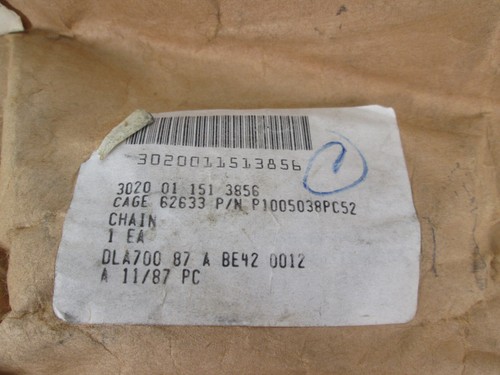 3020011513856
3020 01 151 3856
CAGE 62633 P/N P1005038PC52
CHAIN
1 EA
DLA700 87 A BE42 0012
A 11/87 PC